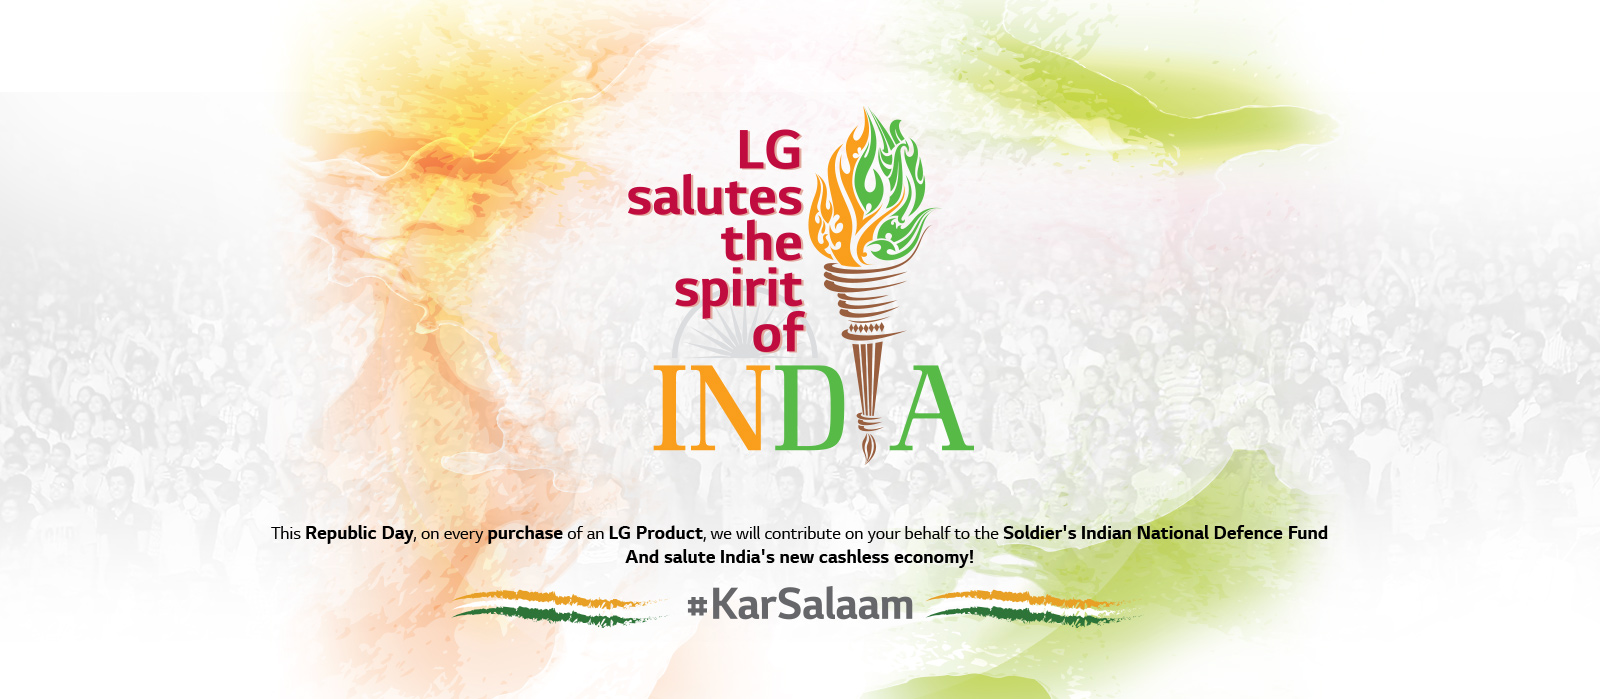 LG
salutes
the
spirit
of
INDIA
This Republic Day, on every purchase of an LG Product, we will contribute on your behalf to the Soldier's Indian National Defence Fund
And salute India's new cashless economy!
#KarSalaam